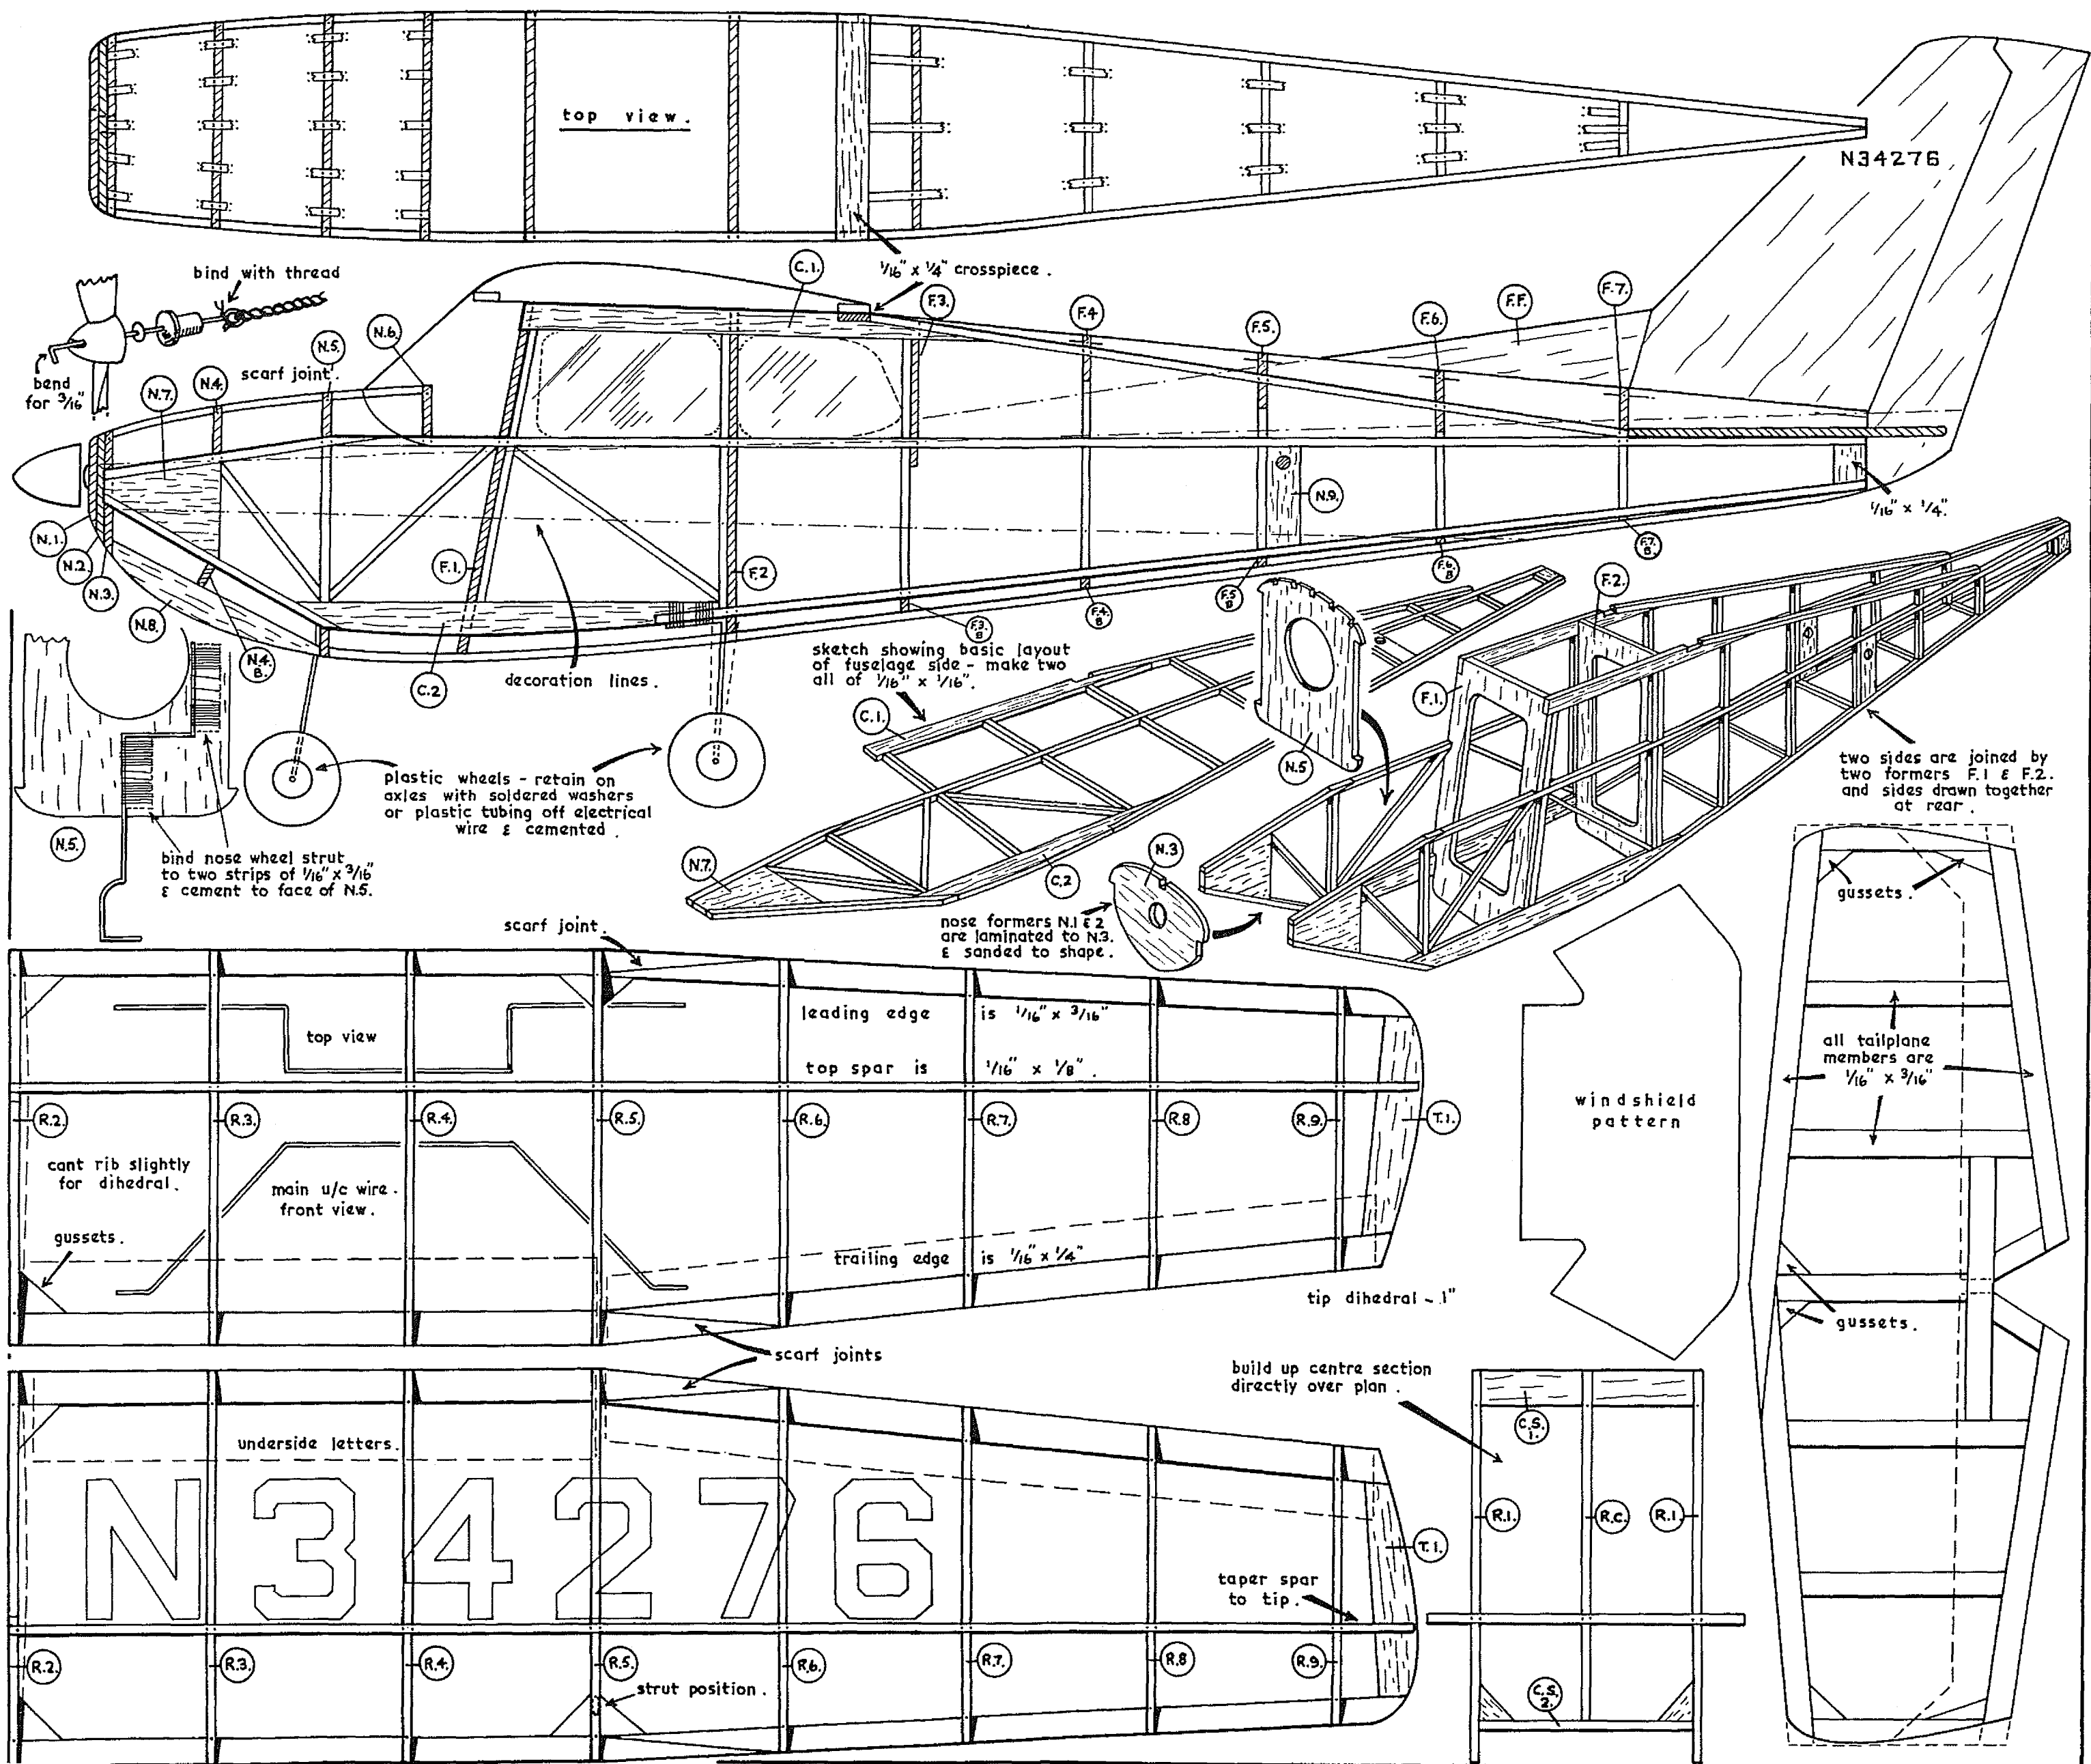 top view.
N34276
bind with thread
1/16" x 1/4" crosspiece.
C.1.
F.3.
F.4
F.5.
F.6.
F.F.
F.7.
N.6.
N.5.
scarf joint.
N.4.
N.7.
bend
for 3/16"
N.1.
N.2.
N.3.
N.8.
N.4.
B.
F.1.
F.2
C.2
N.9.
1/16" x 1/4".
F.3.
B
F.4.
B
F.5
B
F.6.
B
F.7.
B.
decoration lines.
sketch showing basic layout
of fuselage side - make two
all of 1/16" x 1/16".
C.1.
N.7.
C.2
N.5
N.3
F.1.
F.2.
two sides are joined by
two formers F.1 & F.2.
and sides drawn together
at rear.
plastic wheels - retain on
axles with soldered washers
or plastic tubing off electrical
wire & cemented.
N.5.
bind nose wheel strut
to two strips of 1/16" x 3/16"
& cement to face of N.5.
nose formers N.1 & 2
are laminated to N.3.
& sanded to shape.
scarf joint.
top view
leading edge is 1/16" x 3/16"
top spar is 1/16" x 1/8".
R.2.
R.3.
R.4.
R.5.
R.6.
R.7.
R.8
R.9.
T.1.
cant rib slightly
for dihedral.
main u/c wire.
front view.
gussets.
trailing edge is 1/16" x 1/4"
tip dihedral - 1"
scarf joints
windshield
pattern
gussets.
all tailplane
members are
1/16" x 3/16"
gussets.
build up centre section
directly over plan.
C.S.
1.
R.1.
R.C.
R.1.
C.S.
2.
underside letters.
N34276
T.1.
taper spar
to tip.
R.2.
R.3.
R.4.
R.5.
R.6.
R.7.
R.8
R.9.
strut position.